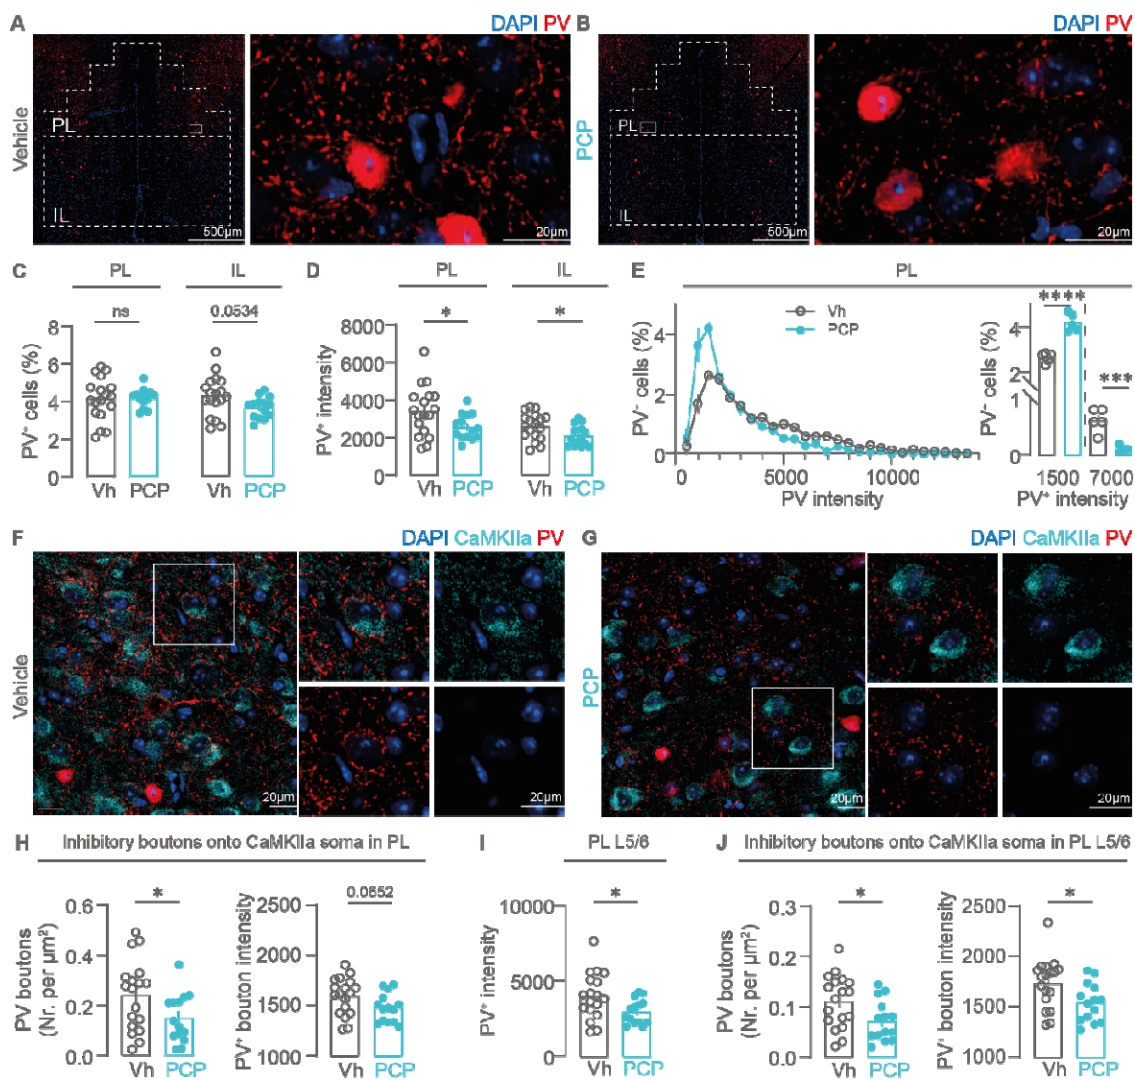 A
DAPI PV
B
DAPI PV
Vehicle
PL
IL
500µm
20µm
PCP
PL
IL
500µm
20µm
C
PL
IL
D
PL
IL
E
PL
ns
0.0534
PV⁺ cells (%)
8
6
4
2
0
Vh
PCP
Vh
PCP
*
*
PV⁺ intensity
8000
6000
4000
2000
0
Vh
PCP
Vh
PCP
Vh
PCP
PV⁺ cells (%)
4
2
0
0
5000
10000
PV intensity
****
***
PV⁺ cells (%)
4
2
1
0
1500
7000
PV⁺ intensity
F
DAPI CaMKIIa PV
G
DAPI CaMKIIa PV
Vehicle
20µm
20µm
PCP
20µm
20µm
H
Inhibitory boutons onto CaMKIIa soma in PL
I
PL L5/6
J
Inhibitory boutons onto CaMKIIa soma in PL L5/6
*
PV boutons
(Nr. per µm²)
0.6
0.4
0.2
0.0
Vh
PCP
0.0652
PV⁺ bouton intensity
2500
2000
1500
1000
Vh
PCP
*
PV⁺ intensity
10000
5000
0
Vh
PCP
*
PV boutons
(Nr. per µm²)
0.3
0.2
0.1
0.0
Vh
PCP
*
PV⁺ bouton intensity
2500
2000
1500
1000
Vh
PCP